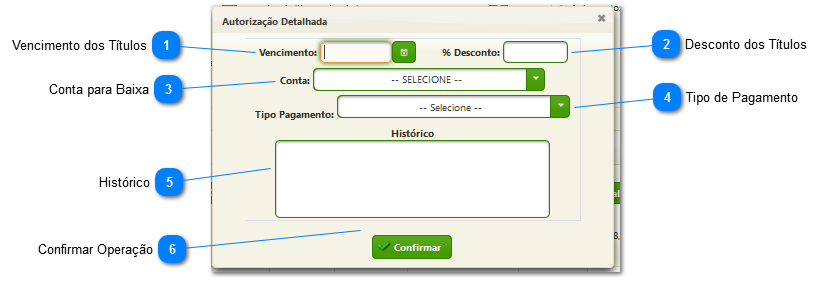 Autorização Detalhada
Vencimento dos Títulos 1
Vencimento:
% Desconto:
2 Desconto dos Títulos
Conta para Baixa 3
Conta: -- SELECIONE --
Tipo Pagamento: -- Selecione --
4 Tipo de Pagamento
Histórico
Histórico 5
Confirmar Operação 6
Confirmar